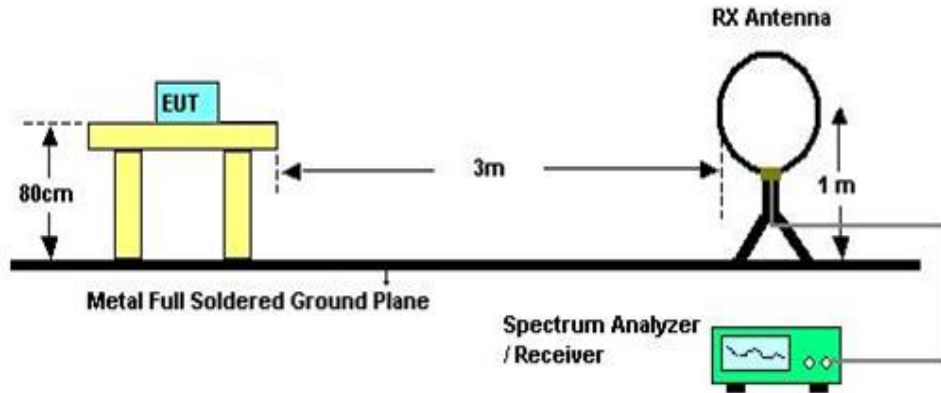 RX Antenna
EUT
3m
80cm
1 m
Metal Full Soldered Ground Plane
Spectrum Analyzer
/ Receiver